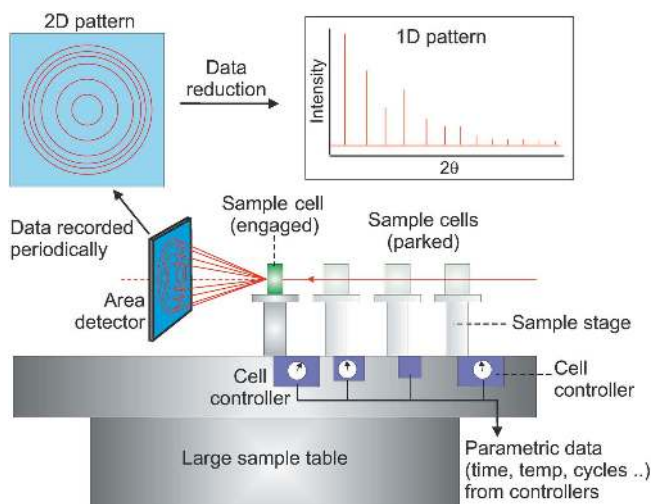 2D pattern
Data
reduction
1D pattern
Intensity
2θ
Data recorded
periodically
Sample cell
(engaged)
Sample cells
(parked)
Area
detector
Sample stage
Cell
controller
Cell
controller
Large sample table
Parametric data
(time, temp, cycles ..)
from controllers